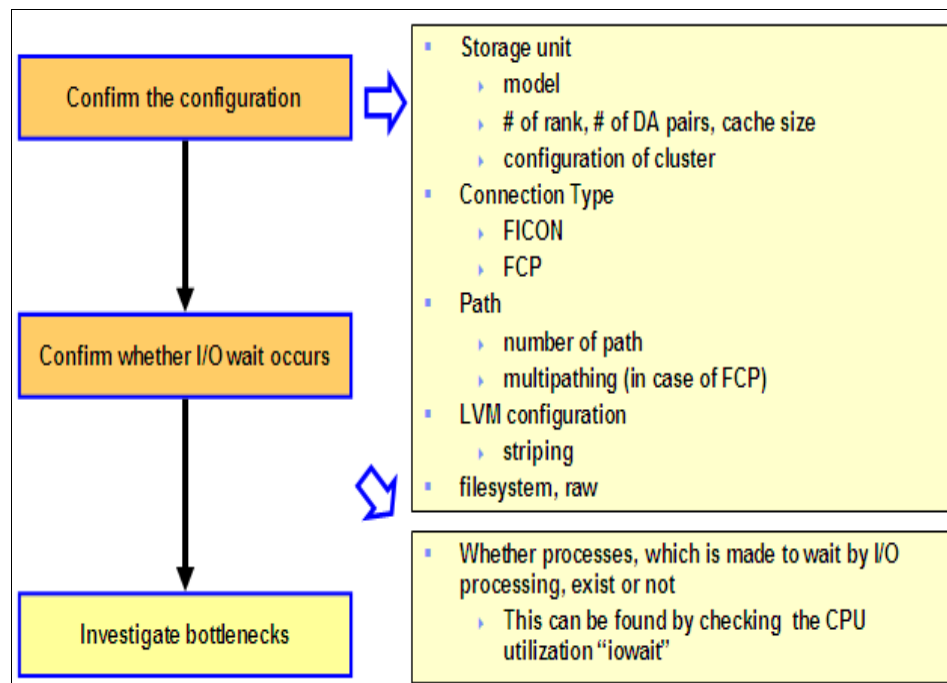 Confirm the configuration
Storage unit
model
# of rank, # of DA pairs, cache size
configuration of cluster
Connection Type
FICON
FCP
Path
number of path
multipathing (in case of FCP)
LVM configuration
striping
filesystem, raw
Confirm whether I/O wait occurs
Whether processes, which is made to wait by I/O
processing, exist or not
This can be found by checking the CPU
utilization “iowait”
Investigate bottlenecks